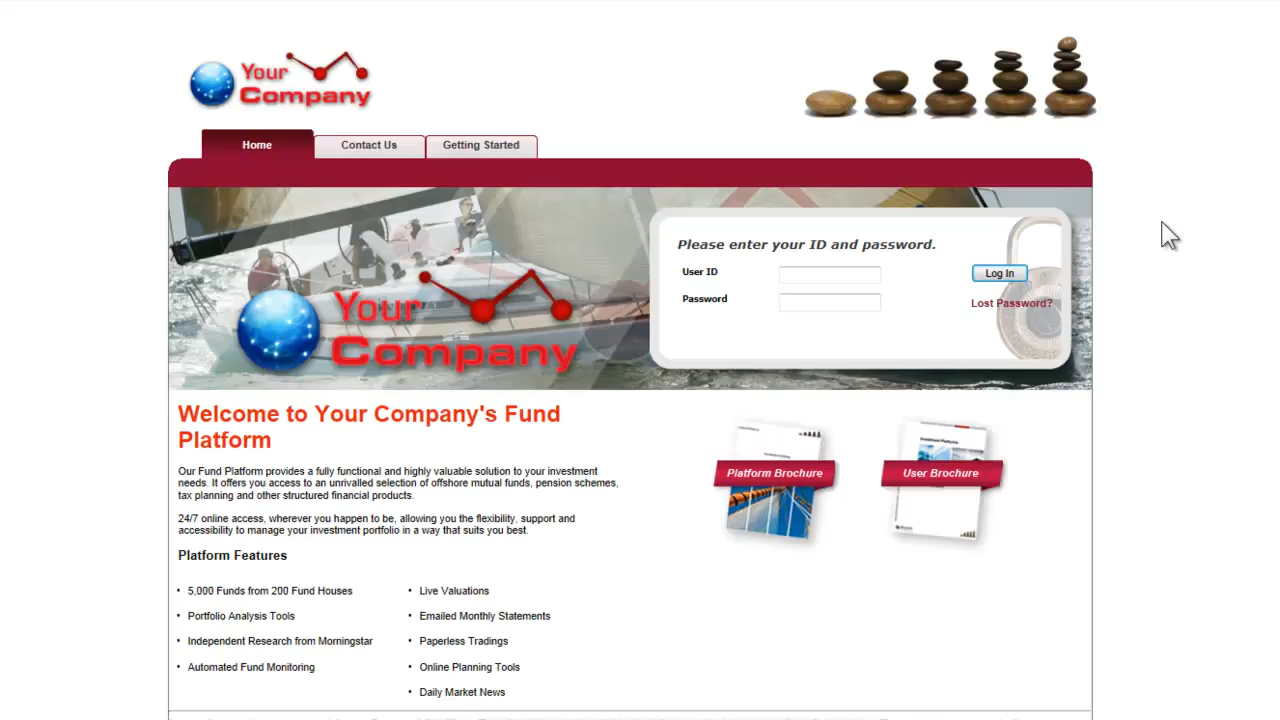 Your
Company
Home
Contact Us
Getting Started
Please enter your ID and password.
User ID
Log In
Password
Lost Password?
Your
Company
Welcome to Your Company's Fund
Platform
Our Fund Platform provides a fully functional and highly valuable solution to your investment
needs. It offers you access to an unrivalled selection of offshore mutual funds, pension schemes,
tax planning and other structured financial products.
24/7 online access, wherever you happen to be, allowing you the flexibility, support and
accessibility to manage your investment portfolio in a way that suits you best.
Platform Brochure
User Brochure
Platform Features
• 5,000 Funds from 200 Fund Houses
• Portfolio Analysis Tools
• Independent Research from Morningstar
• Automated Fund Monitoring
• Live Valuations
• Emailed Monthly Statements
• Paperless Tradings
• Online Planning Tools
• Daily Market News